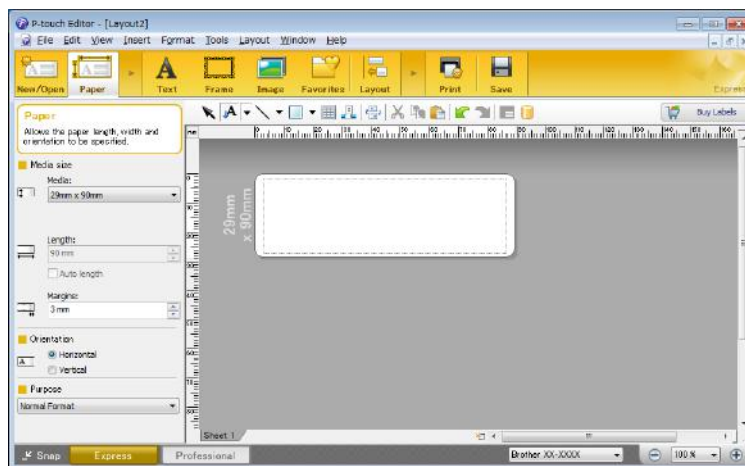 P-touch Editor - [Layout2]
File Edit View Insert Format Tools Layout Window Help
New/Open Paper Text Frame Image Favorites Layout Print Save Express
Buy Labels
Paper
Allows the paper length, width and
orientation to be specified.
Media size
Media:
29mm x 90mm
Length:
90 mm
Auto length
Margins:
3 mm
Orientation
Horizontal
Vertical
Purpose
Normal Format
29mm
x 90mm
Sheet 1
Snap Express Professional Brother XX-XXXX 100 %